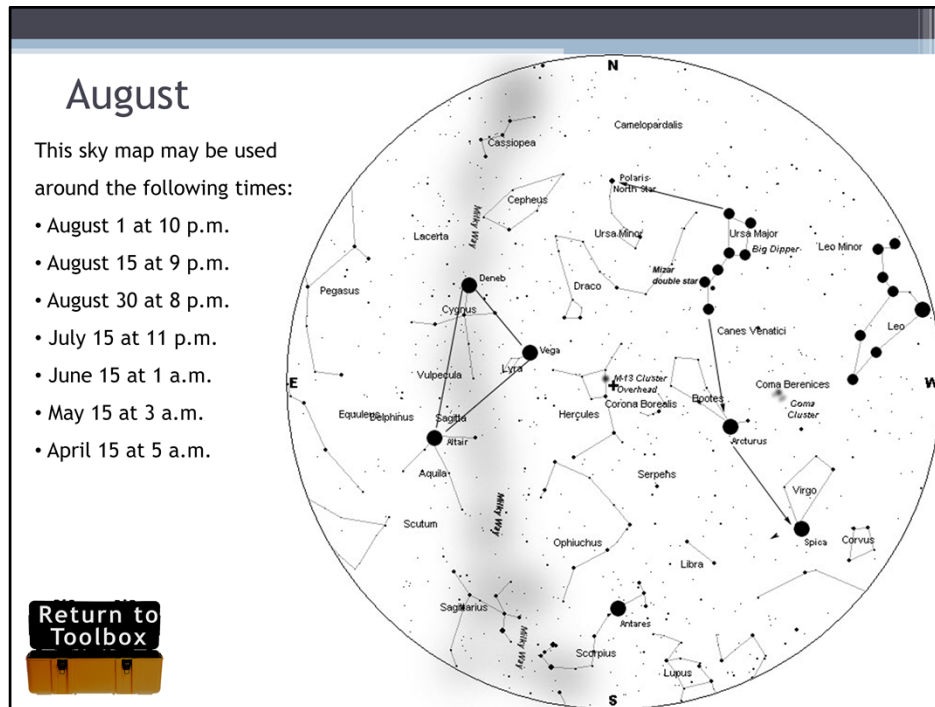 August
This sky map may be used
around the following times:
• August 1 at 10 p.m.
• August 15 at 9 p.m.
• August 30 at 8 p.m.
• July 15 at 11 p.m.
• June 15 at 1 a.m.
• May 15 at 3 a.m.
• April 15 at 5 a.m.
Return to
Toolbox
N
Camelopardalis
Cassiopea
Polaris
North Star
Cepheus
Milky Way
Lacerta
Ursa Minor
Ursa Major
Big Dipper
Leo Minor
Mizar
double star
Deneb
Draco
Pegasus
Cygnus
Canes Venatici
Leo
Vega
Lyra
Vulpecula
M-13 Cluster
Overhead
E
W
Coma Berenices
Coma
Cluster
Bootes
Corona Borealis
Hercules
Equuleus
Delphinus
Sagitta
Altair
Arcturus
Aquila
Serpens
Virgo
Milky Way
Scutum
Ophiuchus
Spica
Corvus
Libra
Sagittarius
Antares
Milky Way
Scorpius
Lupus
S